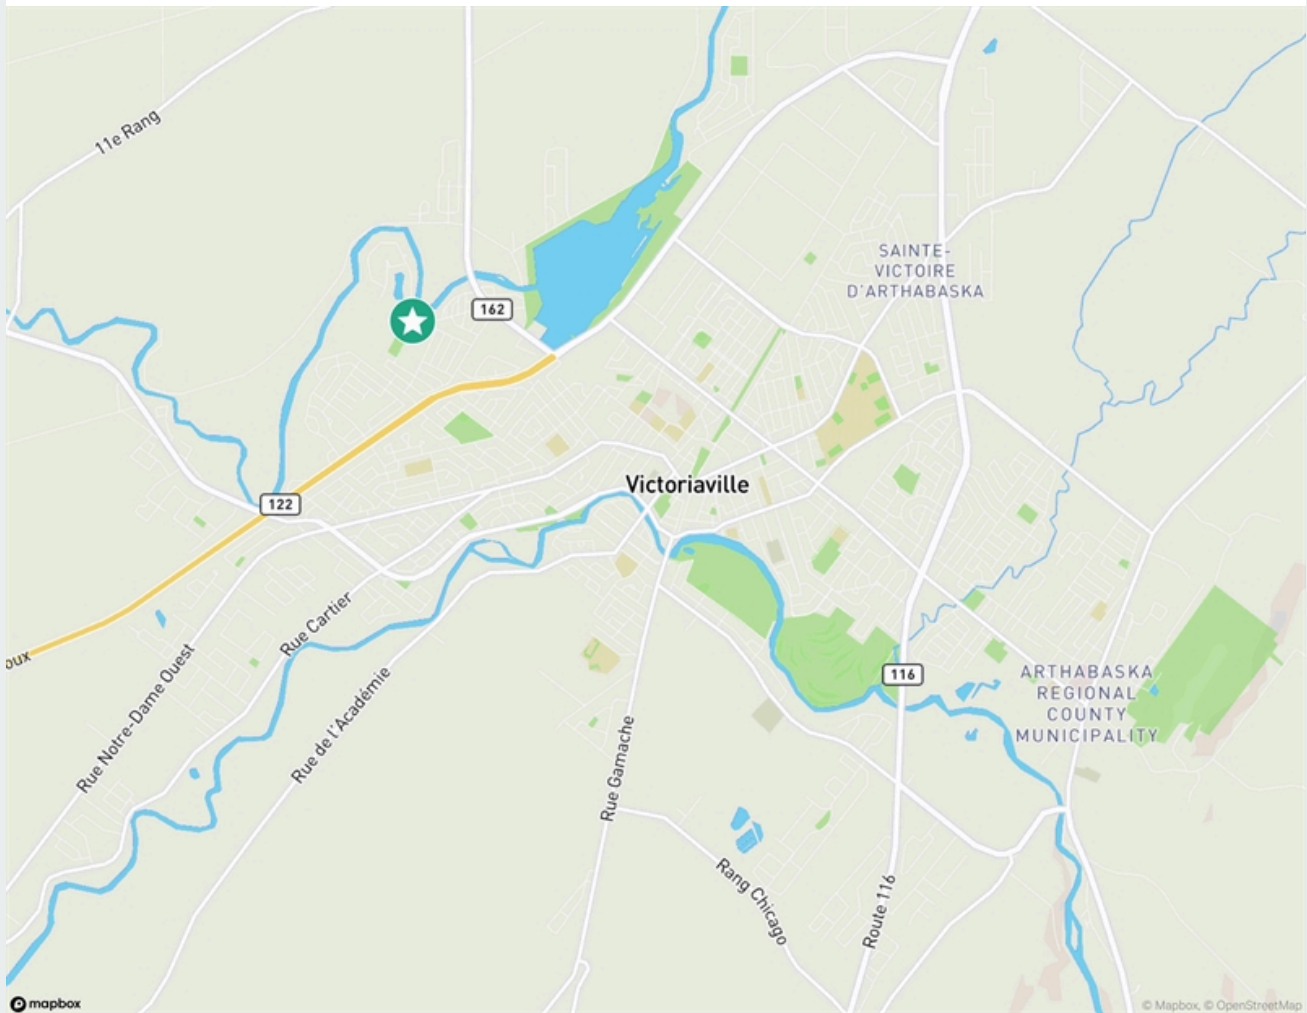 11e Rang
SAINTE-
VICTOIRE
D'ARTHABASKA
162
Victoriaville
122
oux
Rue Cartier
Rue Notre-Dame Ouest
Rue de l'Académie
116
ARTHABASKA
REGIONAL
COUNTY
MUNICIPALITY
Rue Gamache
Rang Chicago
Route 116
mapbox
© Mapbox, © OpenStreetMap